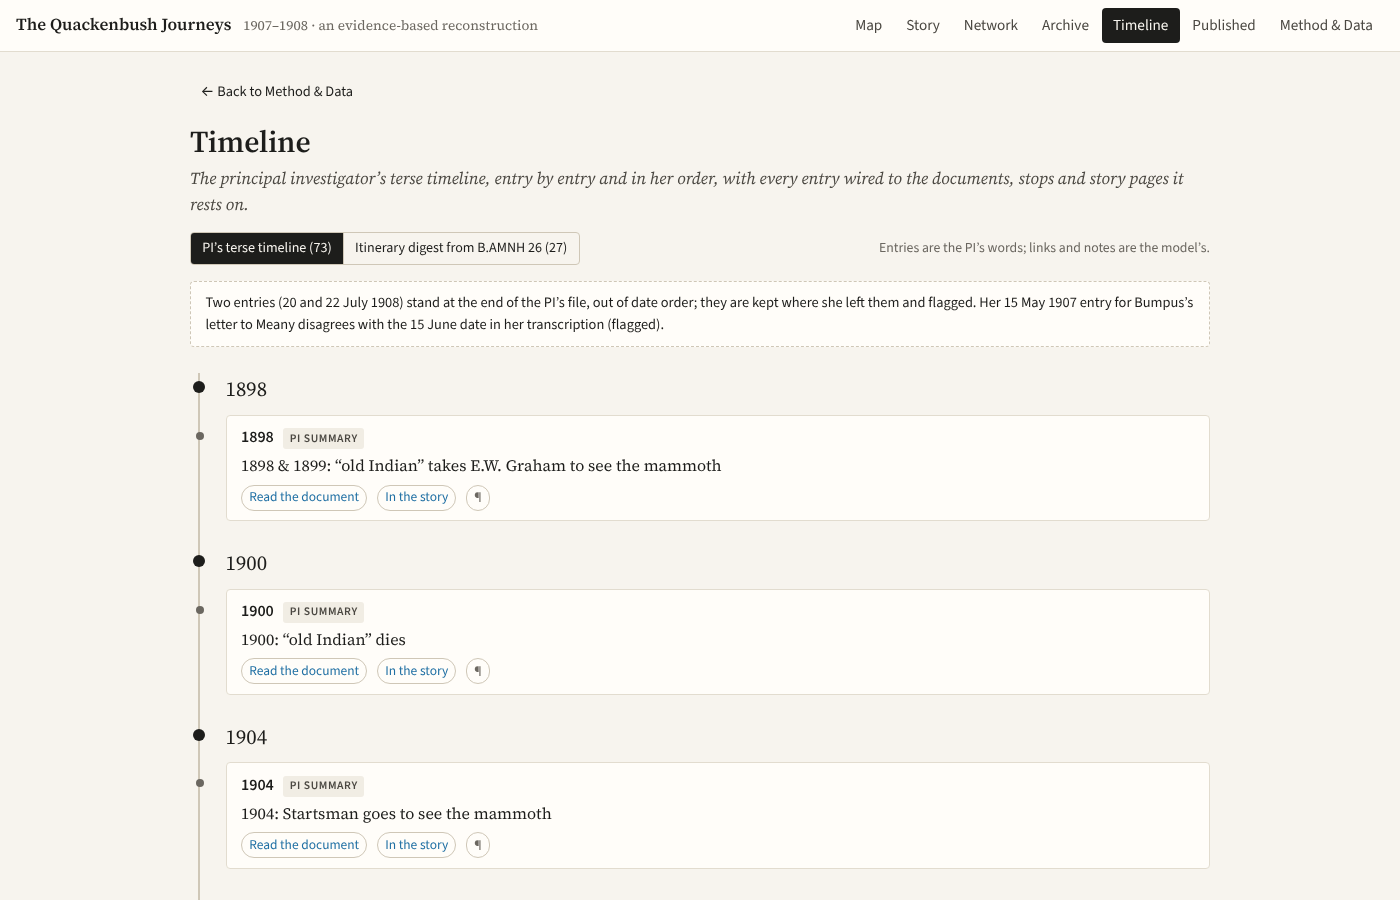 The Quackenbush Journeys 1907–1908 · an evidence-based reconstruction Map Story Network Archive Timeline Published Method & Data
← Back to Method & Data
Timeline
The principal investigator’s terse timeline, entry by entry and in her order, with every entry wired to the documents, stops and story pages it
rests on.
PI’s terse timeline (73) Itinerary digest from B.AMNH 26 (27) Entries are the PI’s words; links and notes are the model’s.
Two entries (20 and 22 July 1908) stand at the end of the PI’s file, out of date order; they are kept where she left them and flagged. Her 15 May 1907 entry for Bumpus’s
letter to Meany disagrees with the 15 June date in her transcription (flagged).
1898
1898 PI SUMMARY
1898 & 1899: “old Indian” takes E.W. Graham to see the mammoth
Read the document In the story ¶
1900
1900 PI SUMMARY
1900: “old Indian” dies
Read the document In the story ¶
1904
1904 PI SUMMARY
1904: Startsman goes to see the mammoth
Read the document In the story ¶